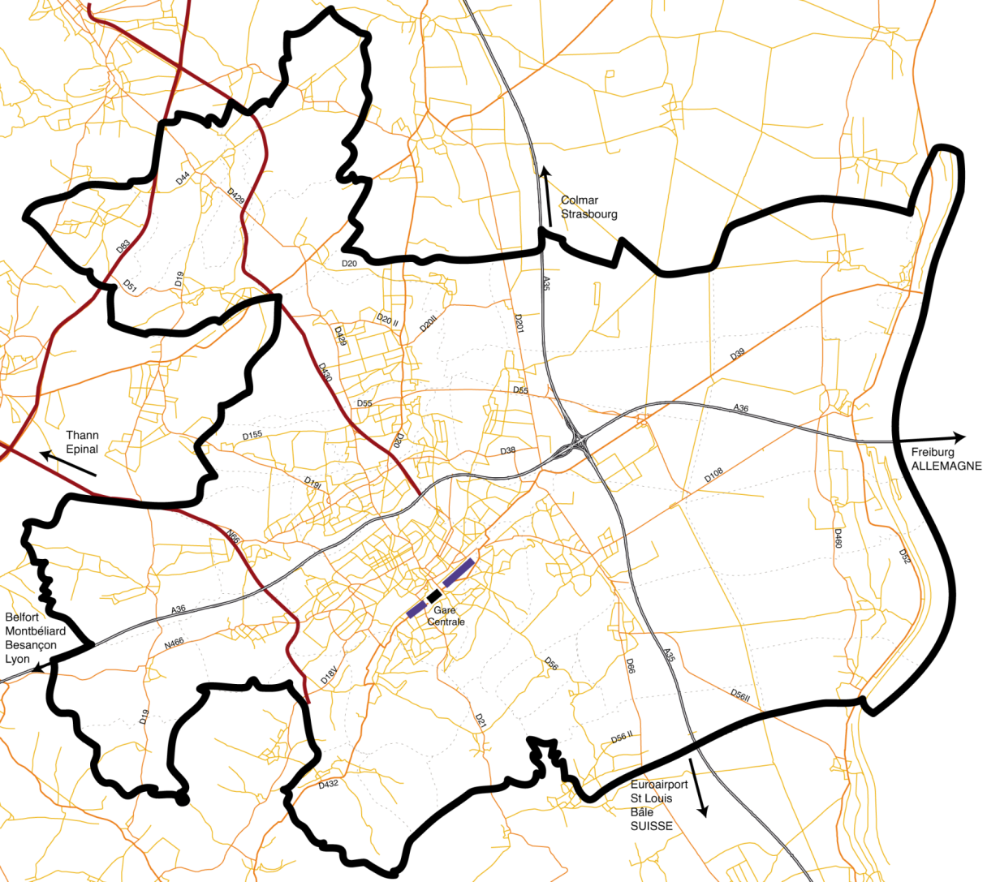 D44
D429
Colmar
Strasbourg
D83
D20
D51
D19
A35
D20 II
D20II
D201
D429
D39
D430
D55
D55
A36
Thann
Epinal
D155
D20
D38
Freiburg
ALLEMAGNE
D19I
D108
N66
D460
D52
Gare
Centrale
A36
Belfort
Montbéliard
Besançon
Lyon
N466
D18V
D56
D66
A35
D56II
D19
D21
D56 II
D432
Euroairport
St Louis
Bâle
SUISSE